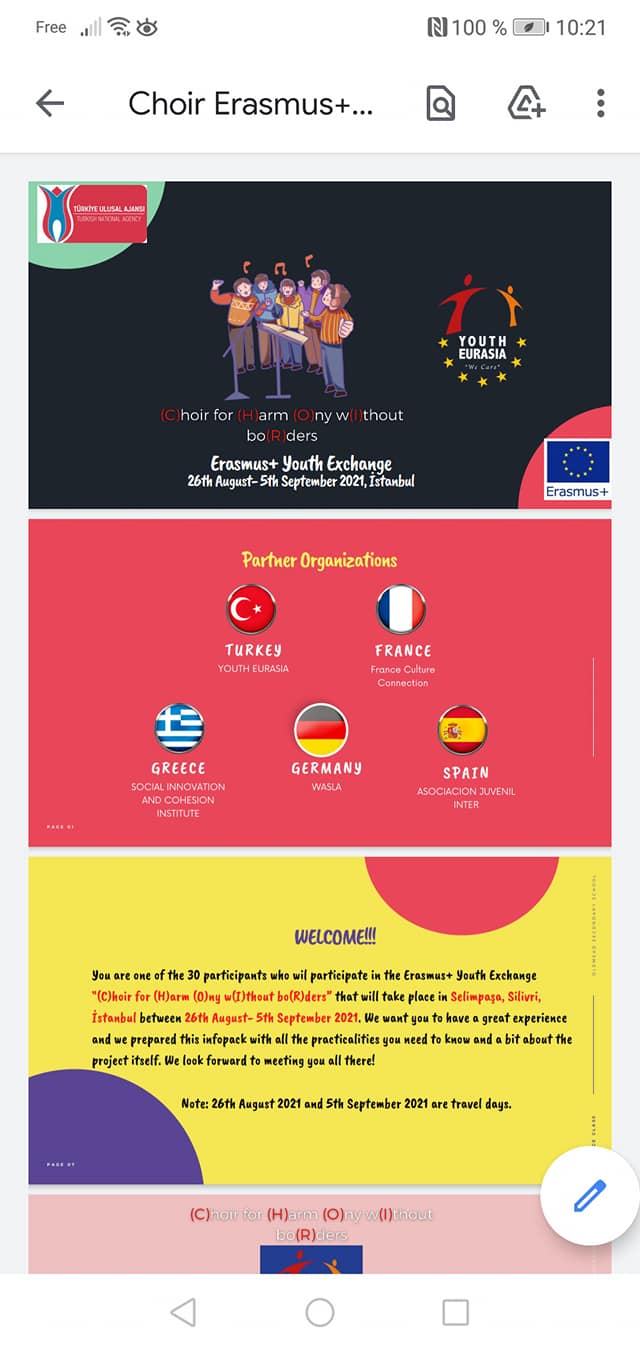 Free
100 %
10:21
Choir Erasmus+...
TÜRKİYE ULUSAL AJANSI
TURKISH NATIONAL AGENCY
YOUTH
EURASIA
"We Care"
(C)hoir for (H)arm (O)ny w(I)thout
bo(R)ders
Erasmus+ Youth Exchange
26th August- 5th September 2021, İstanbul
Erasmus+
Partner Organizations
TURKEY
YOUTH EURASIA
FRANCE
France Culture
Connection
GREECE
SOCIAL INNOVATION
AND COHESION
INSTITUTE
GERMANY
WASLA
SPAIN
ASOCIACION JUVENIL
INTER
PAGE 01
WELCOME!!!
You are one of the 30 participants who wil participate in the Erasmus+ Youth Exchange
"(C)hoir for (H)arm (O)ny w(I)thout bo(R)ders" that will take place in Selimpaşa, Silivri,
İstanbul between 26th August- 5th September 2021. We want you to have a great experience
and we prepared this infopack with all the practicalities you need to know and a bit about the
project itself. We look forward to meeting you all there!
Note: 26th August 2021 and 5th September 2021 are travel days.
PAGE 07
(C)hoir for (H)arm (O)ny w(I)thout
bo(R)ders